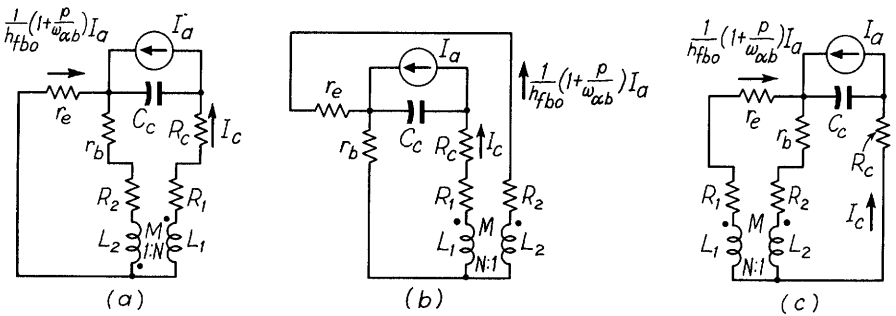 1/h_fbo (1+p/ω_αb) I_a
I_a
r_e
C_c
r_b
R_c
I_c
R_2
R_1
M
L_2
1:N
L_1
(a)
I_a
1/h_fbo (1+p/ω_αb) I_a
r_e
C_c
r_b
R_c
I_c
R_1
R_2
M
L_1
L_2
N:1
(b)
1/h_fbo (1+p/ω_αb) I_a
I_a
r_e
C_c
r_b
R_c
R_1
R_2
I_c
M
L_1
L_2
N:1
(c)